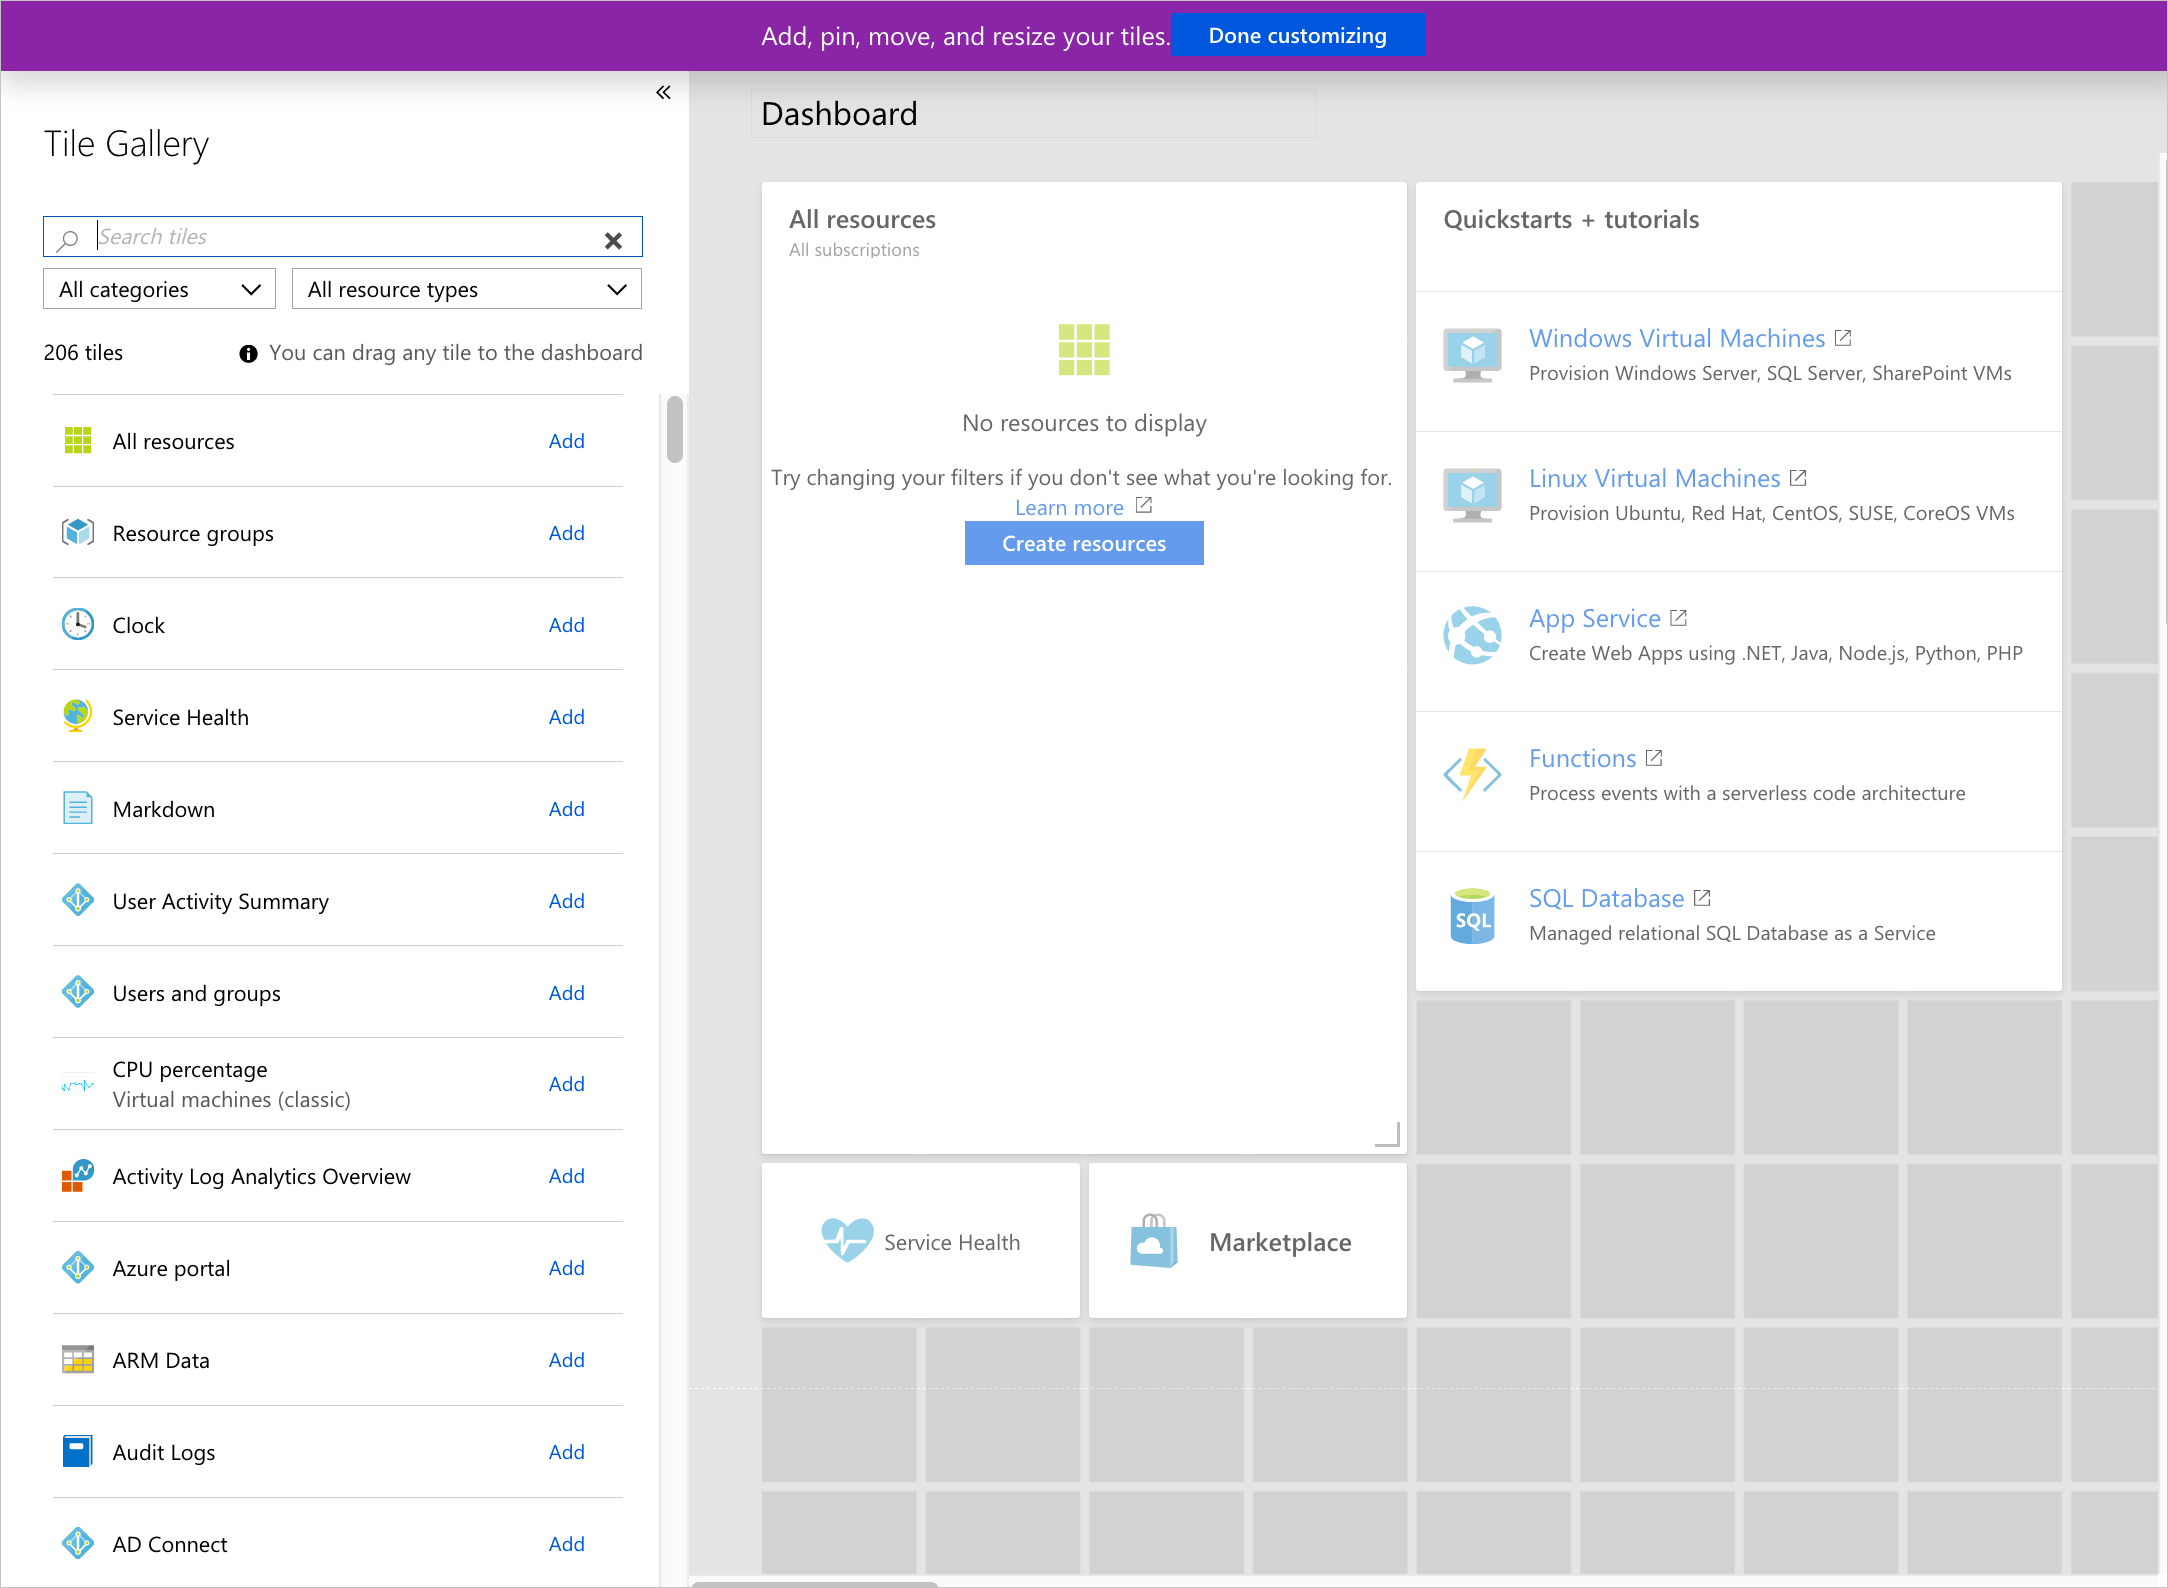 Add, pin, move, and resize your tiles. Done customizing
Tile Gallery
Search tiles
All categories
All resource types
206 tiles
You can drag any tile to the dashboard
All resources Add
Resource groups Add
Clock Add
Service Health Add
Markdown Add
User Activity Summary Add
Users and groups Add
CPU percentage
Virtual machines (classic)
Add
Activity Log Analytics Overview Add
Azure portal Add
ARM Data Add
Audit Logs Add
AD Connect Add
Dashboard
All resources
All subscriptions
No resources to display
Try changing your filters if you don't see what you're looking for.
Learn more
Create resources
Quickstarts + tutorials
Windows Virtual Machines
Provision Windows Server, SQL Server, SharePoint VMs
Linux Virtual Machines
Provision Ubuntu, Red Hat, CentOS, SUSE, CoreOS VMs
App Service
Create Web Apps using .NET, Java, Node.js, Python, PHP
Functions
Process events with a serverless code architecture
SQL
SQL Database
Managed relational SQL Database as a Service
Service Health
Marketplace